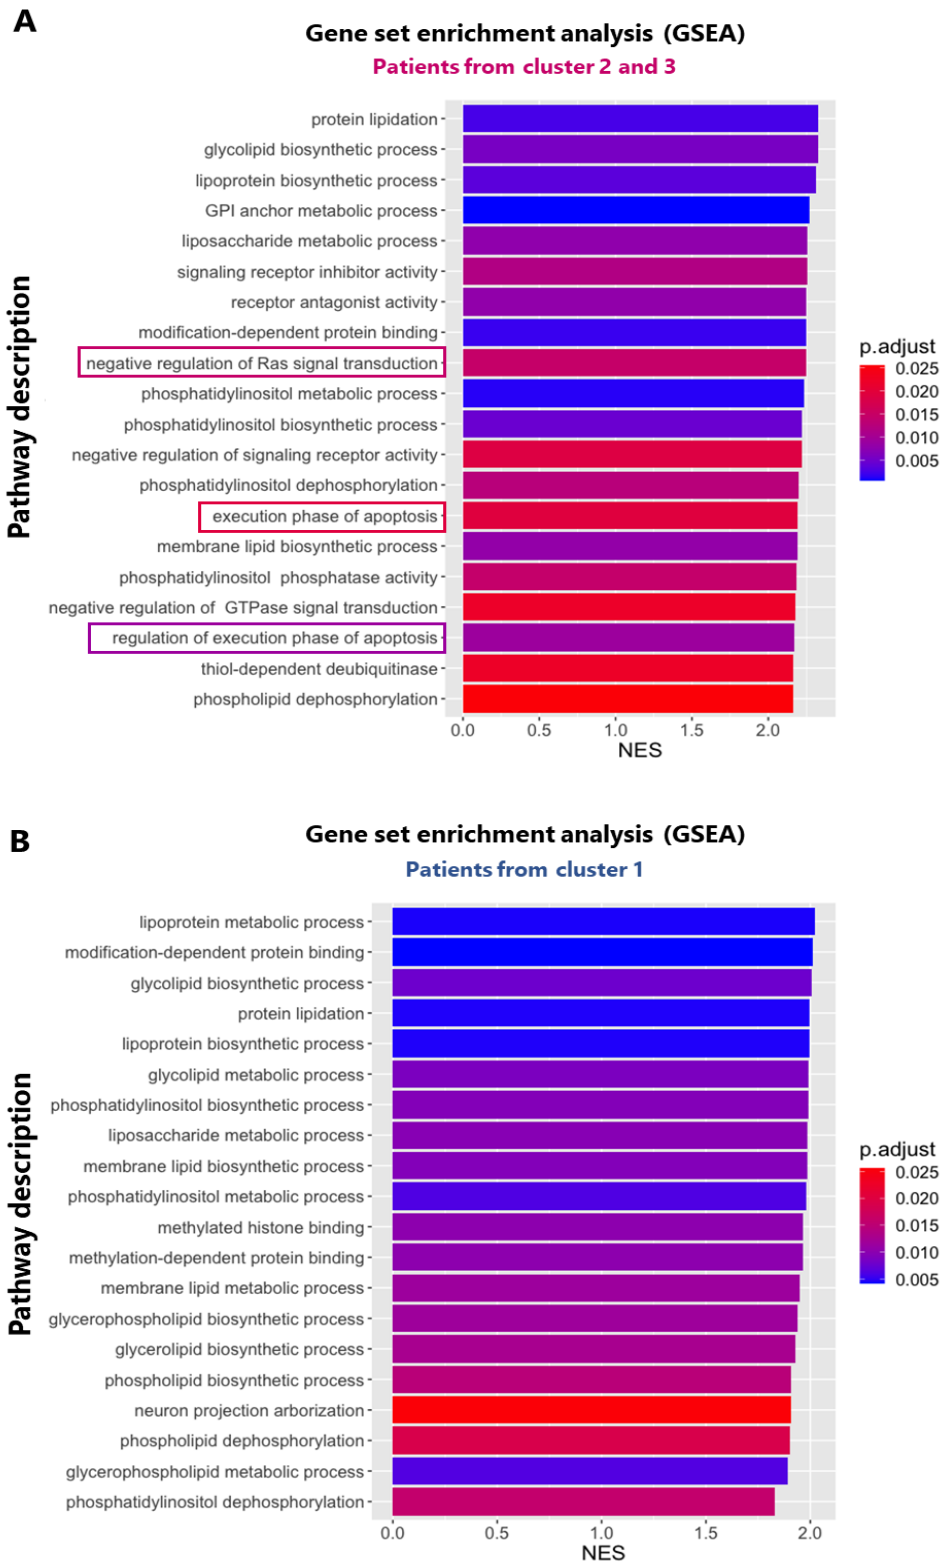 A
Gene set enrichment analysis (GSEA)
Patients from cluster 2 and 3
Pathway description
protein lipidation
glycolipid biosynthetic process
lipoprotein biosynthetic process
GPI anchor metabolic process
liposaccharide metabolic process
signaling receptor inhibitor activity
receptor antagonist activity
modification-dependent protein binding
negative regulation of Ras signal transduction
phosphatidylinositol metabolic process
phosphatidylinositol biosynthetic process
negative regulation of signaling receptor activity
phosphatidylinositol dephosphorylation
execution phase of apoptosis
membrane lipid biosynthetic process
phosphatidylinositol phosphatase activity
negative regulation of GTPase signal transduction
regulation of execution phase of apoptosis
thiol-dependent deubiquitinase
phospholipid dephosphorylation
0.0 0.5 1.0 1.5 2.0
NES
p.adjust
0.025
0.020
0.015
0.010
0.005
B
Gene set enrichment analysis (GSEA)
Patients from cluster 1
Pathway description
lipoprotein metabolic process
modification-dependent protein binding
glycolipid biosynthetic process
protein lipidation
lipoprotein biosynthetic process
glycolipid metabolic process
phosphatidylinositol biosynthetic process
liposaccharide metabolic process
membrane lipid biosynthetic process
phosphatidylinositol metabolic process
methylated histone binding
methylation-dependent protein binding
membrane lipid metabolic process
glycerophospholipid biosynthetic process
glycerolipid biosynthetic process
phospholipid biosynthetic process
neuron projection arborization
phospholipid dephosphorylation
glycerophospholipid metabolic process
phosphatidylinositol dephosphorylation
0.0 0.5 1.0 1.5 2.0
NES
p.adjust
0.025
0.020
0.015
0.010
0.005